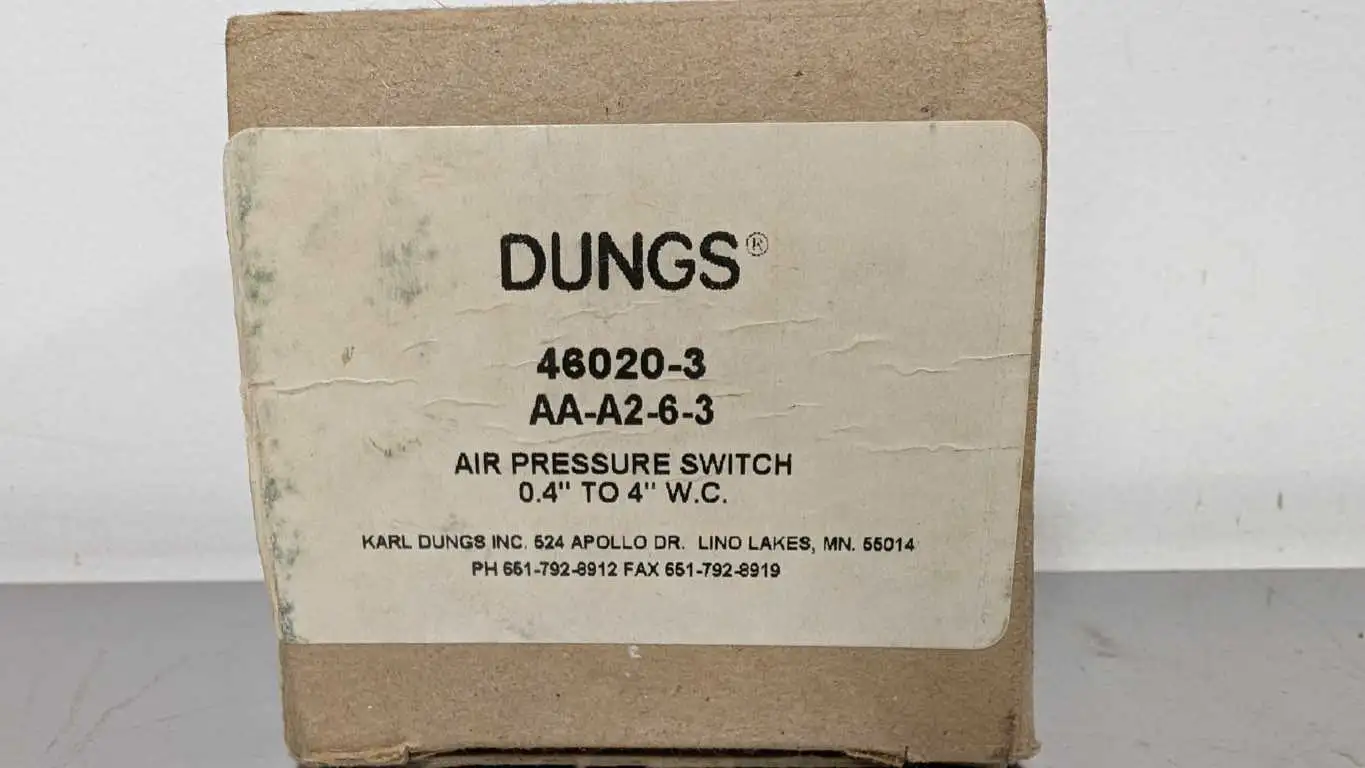 DUNGS®
46020-3
AA-A2-6-3
AIR PRESSURE SWITCH
0.4" TO 4" W.C.
KARL DUNGS INC. 524 APOLLO DR. LINO LAKES, MN. 55014
PH 651-792-8912 FAX 651-792-8919